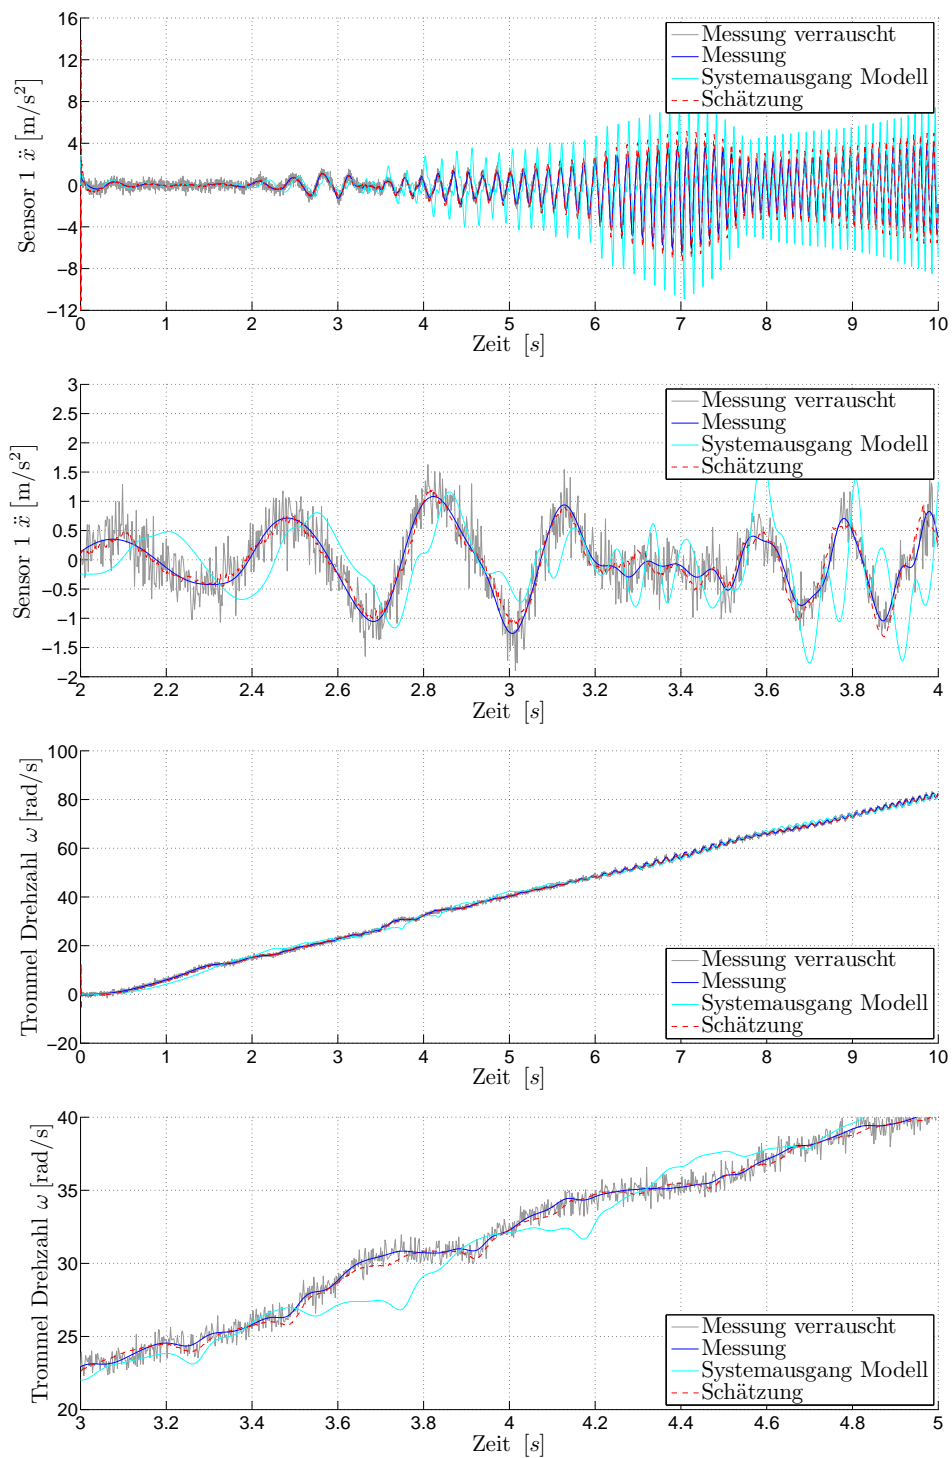 16
12
8
4
0
−4
−8
−12
0 1 2 3 4 5 6 7 8 9 10
Sensor 1 ẍ [m/s²]
Zeit [s]
Messung verrauscht
Messung
Systemausgang Modell
Schätzung
3
2.5
2
1.5
1
0.5
0
−0.5
−1
−1.5
−2
2 2.2 2.4 2.6 2.8 3 3.2 3.4 3.6 3.8 4
Sensor 1 ẍ [m/s²]
Zeit [s]
Messung verrauscht
Messung
Systemausgang Modell
Schätzung
100
80
60
40
20
0
−20
0 1 2 3 4 5 6 7 8 9 10
Trommel Drehzahl ω [rad/s]
Zeit [s]
Messung verrauscht
Messung
Systemausgang Modell
Schätzung
40
35
30
25
20
3 3.2 3.4 3.6 3.8 4 4.2 4.4 4.6 4.8 5
Trommel Drehzahl ω [rad/s]
Zeit [s]
Messung verrauscht
Messung
Systemausgang Modell
Schätzung